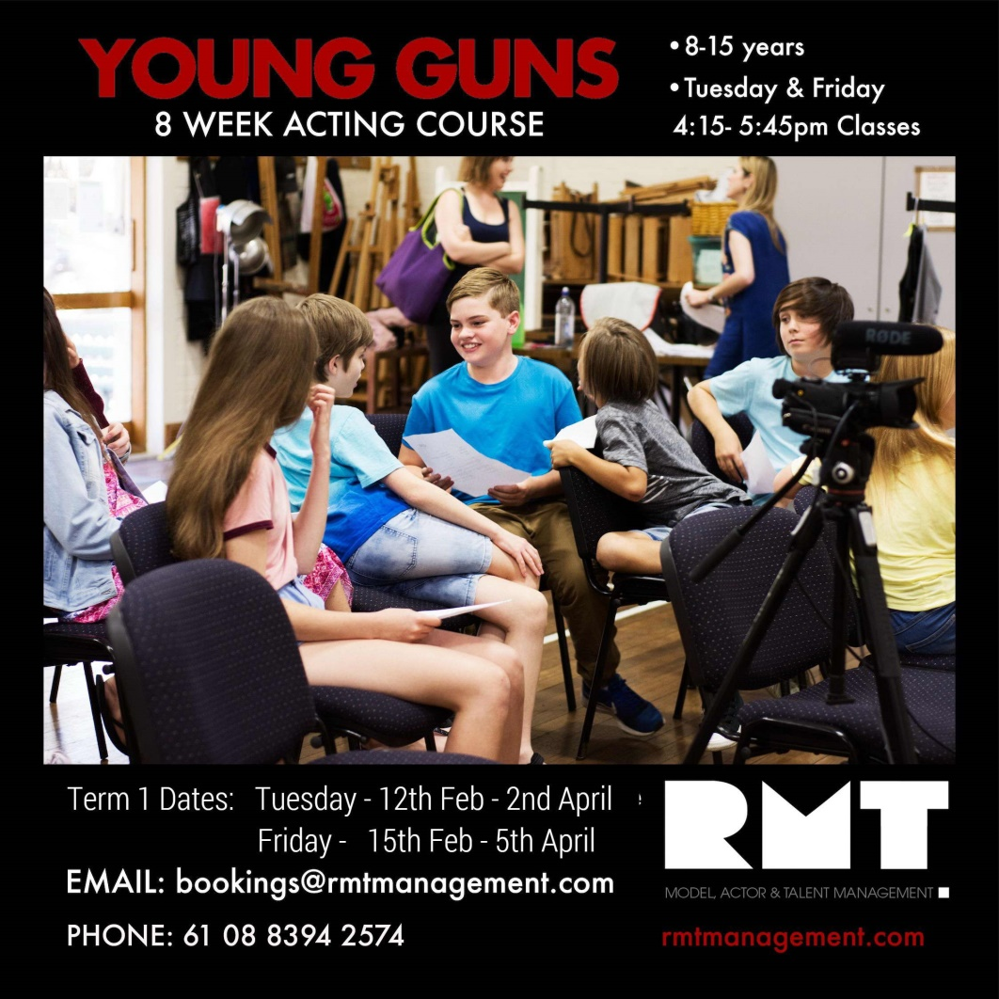 YOUNG GUNS
8 WEEK ACTING COURSE
•8-15 years
•Tuesday & Friday
4:15- 5:45pm Classes
RØDE
Term 1 Dates: Tuesday - 12th Feb - 2nd April
Friday - 15th Feb - 5th April
EMAIL: bookings@rmtmanagement.com
PHONE: 61 08 8394 2574
RMT
MODEL, ACTOR & TALENT MANAGEMENT
rmtmanagement.com